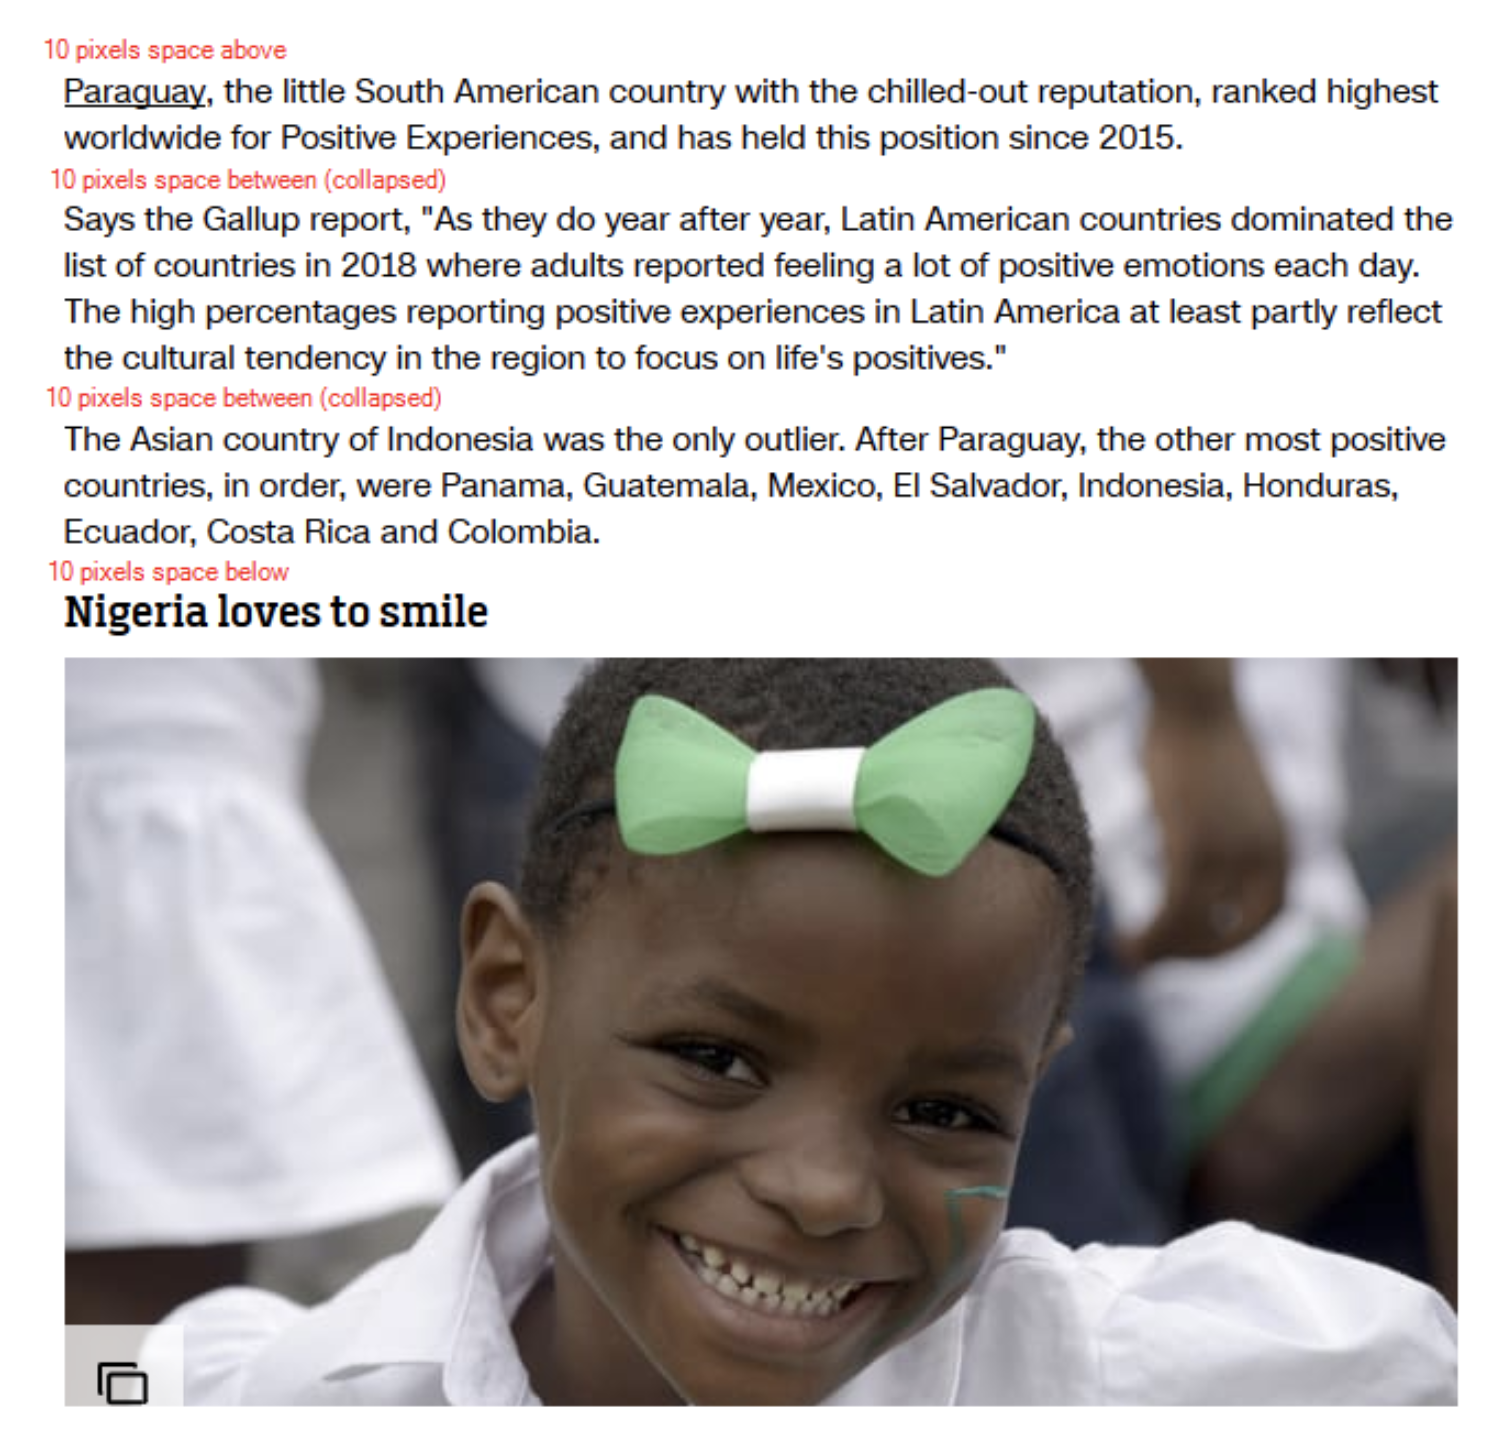 10 pixels space above
Paraguay, the little South American country with the chilled-out reputation, ranked highest
worldwide for Positive Experiences, and has held this position since 2015.
10 pixels space between (collapsed)
Says the Gallup report, "As they do year after year, Latin American countries dominated the
list of countries in 2018 where adults reported feeling a lot of positive emotions each day.
The high percentages reporting positive experiences in Latin America at least partly reflect
the cultural tendency in the region to focus on life's positives."
10 pixels space between (collapsed)
The Asian country of Indonesia was the only outlier. After Paraguay, the other most positive
countries, in order, were Panama, Guatemala, Mexico, El Salvador, Indonesia, Honduras,
Ecuador, Costa Rica and Colombia.
10 pixels space below
Nigeria loves to smile